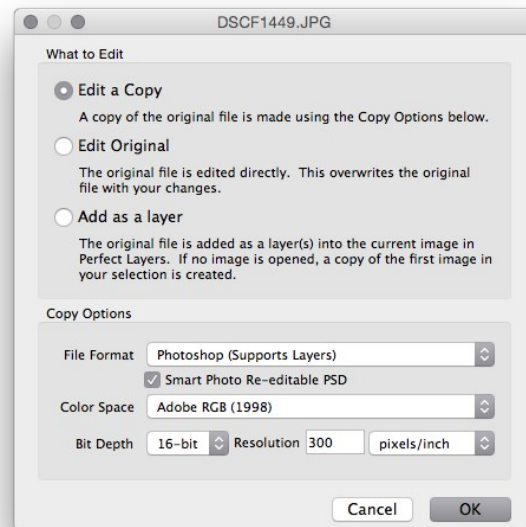 DSCF1449.JPG
What to Edit
Edit a Copy
A copy of the original file is made using the Copy Options below.
Edit Original
The original file is edited directly. This overwrites the original
file with your changes.
Add as a layer
The original file is added as a layer(s) into the current image in
Perfect Layers. If no image is opened, a copy of the first image in
your selection is created.
Copy Options
File Format Photoshop (Supports Layers)
Smart Photo Re-editable PSD
Color Space Adobe RGB (1998)
Bit Depth 16-bit Resolution 300 pixels/inch
Cancel OK